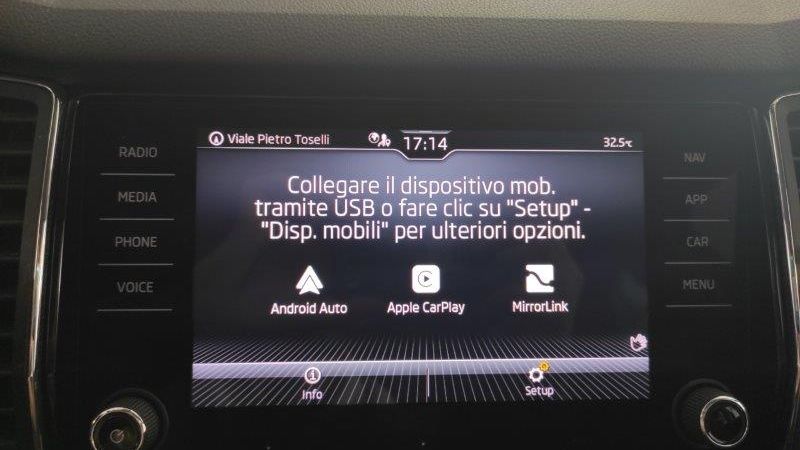 Viale Pietro Toselli 17:14 32.5°C
RADIO
MEDIA
PHONE
VOICE
Collegare il dispositivo mob.
tramite USB o fare clic su "Setup" -
"Disp. mobili" per ulteriori opzioni.
Android Auto Apple CarPlay MirrorLink
Info Setup
NAV
APP
CAR
MENU